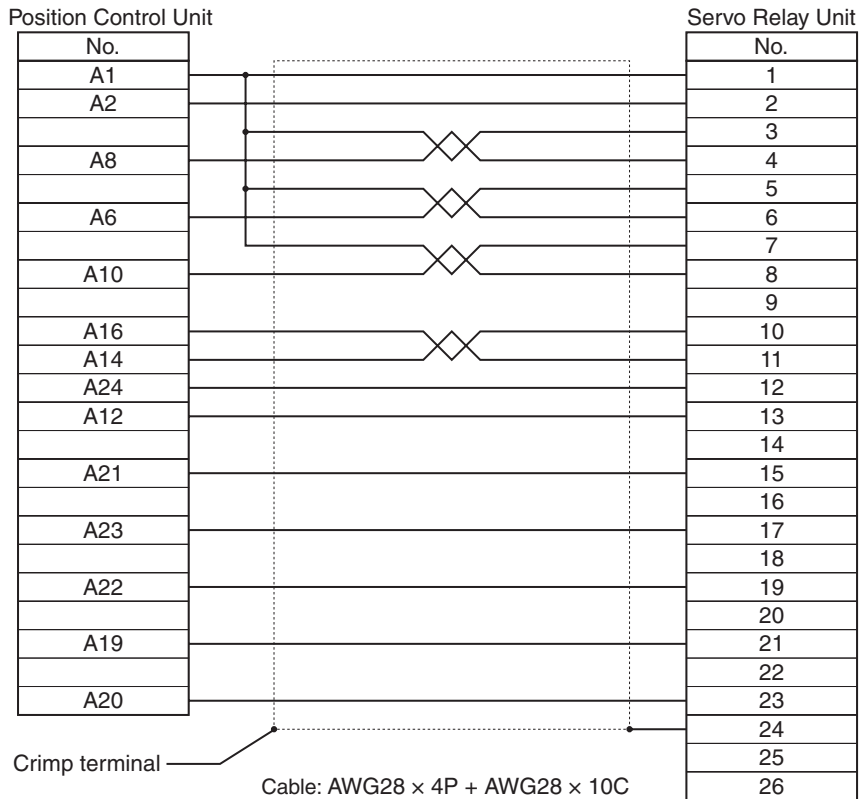 Position Control Unit Servo Relay Unit
No. No.
A1 1
A2 2
3
A8 4
5
A6 6
7
A10 8
9
A16 10
A14 11
A24 12
A12 13
14
A21 15
16
A23 17
18
A22 19
20
A19 21
22
A20 23
24
Crimp terminal 25
Cable: AWG28 × 4P + AWG28 × 10C 26